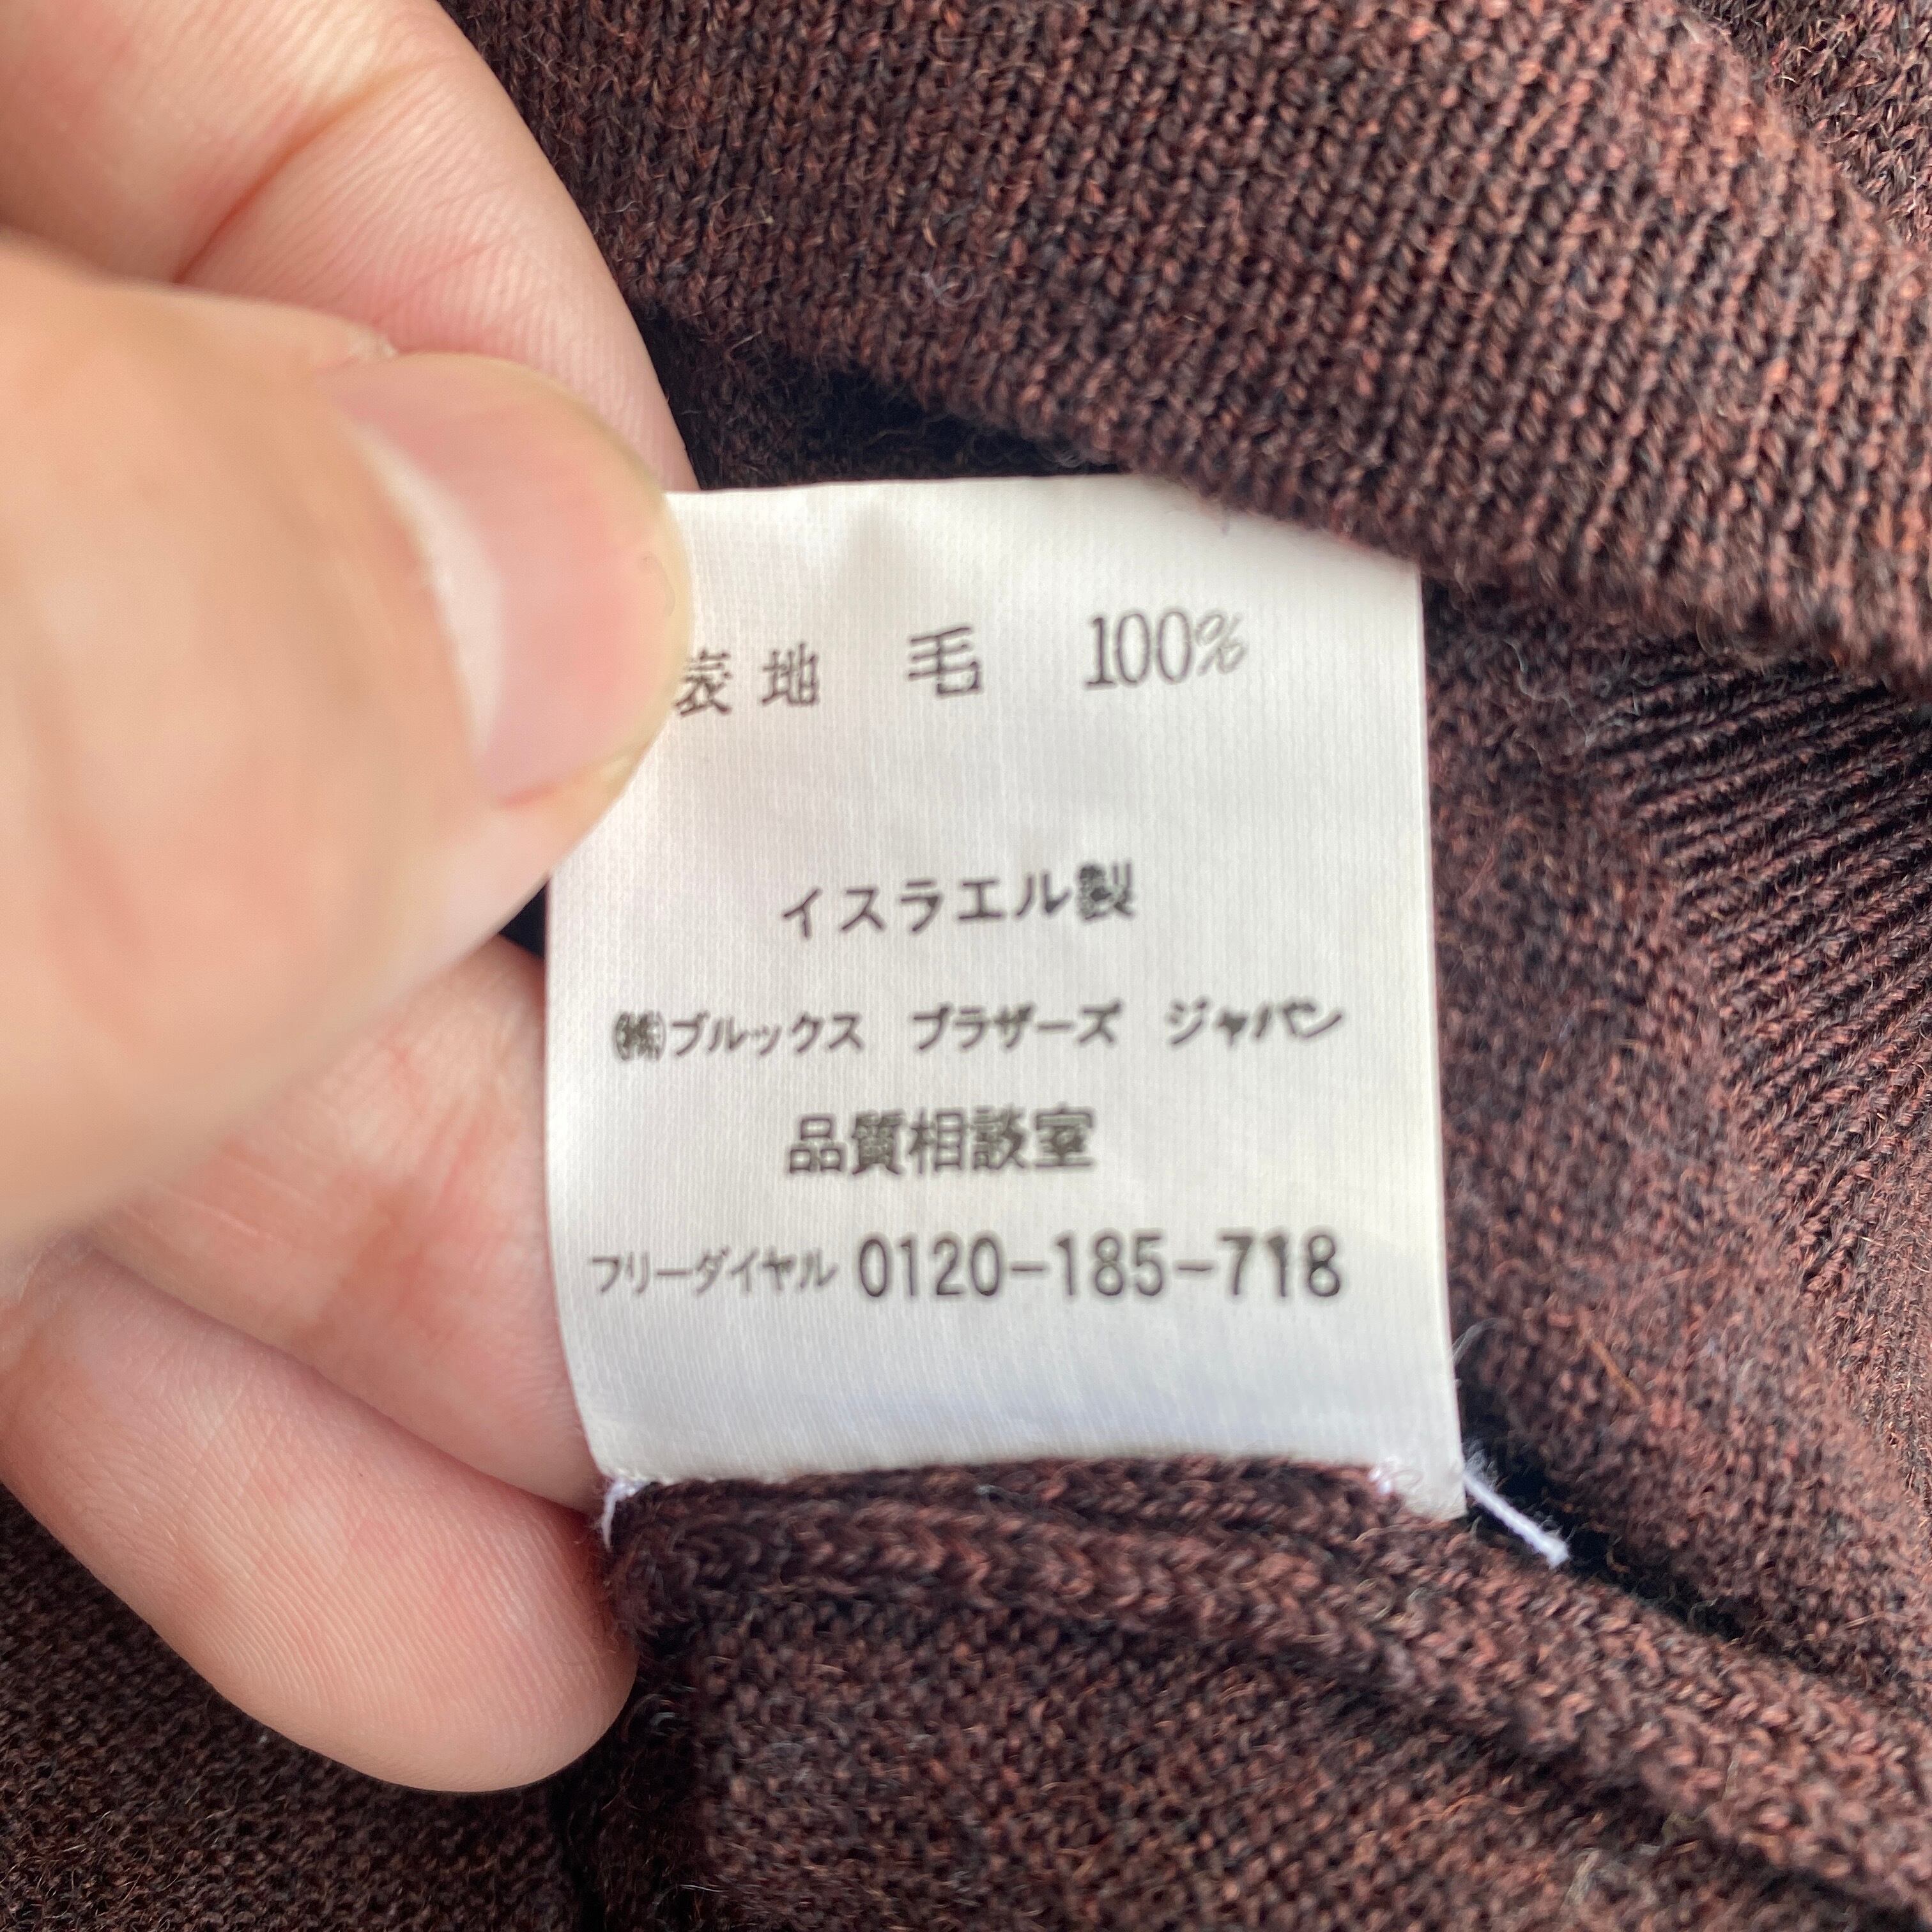 表地 毛 100%
イスラエル製
㈱ブルックス ブラザーズ ジャパン
品質相談室
フリーダイヤル 0120-185-718